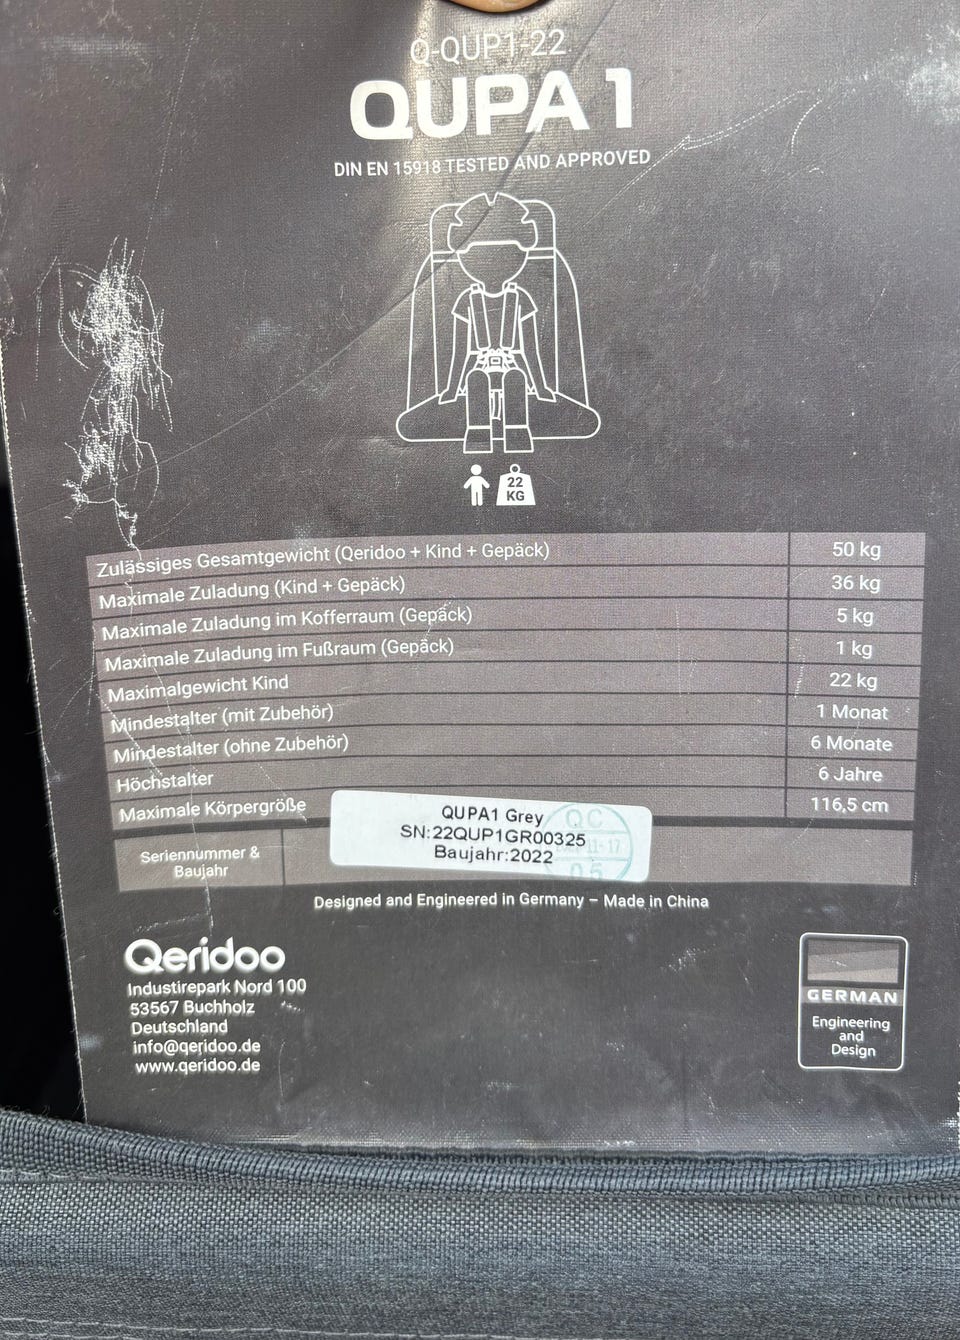 Q-QUP1-22
QUPA 1
DIN EN 15918 TESTED AND APPROVED
22
KG
Zulässiges Gesamtgewicht (Qeridoo + Kind + Gepäck) 50 kg
Maximale Zuladung (Kind + Gepäck) 36 kg
Maximale Zuladung im Kofferraum (Gepäck) 5 kg
Maximale Zuladung im Fußraum (Gepäck) 1 kg
Maximalgewicht Kind 22 kg
Mindestalter (mit Zubehör) 1 Monat
Mindestalter (ohne Zubehör) 6 Monate
Höchstalter 6 Jahre
Maximale Körpergröße 116,5 cm
QUPA1 Grey
SN:22QUP1GR00325
Baujahr:2022
QC
05
Seriennummer &
Baujahr
Designed and Engineered in Germany – Made in China
Qeridoo
Industirepark Nord 100
53567 Buchholz
Deutschland
info@qeridoo.de
www.qeridoo.de
GERMAN
Engineering
and
Design